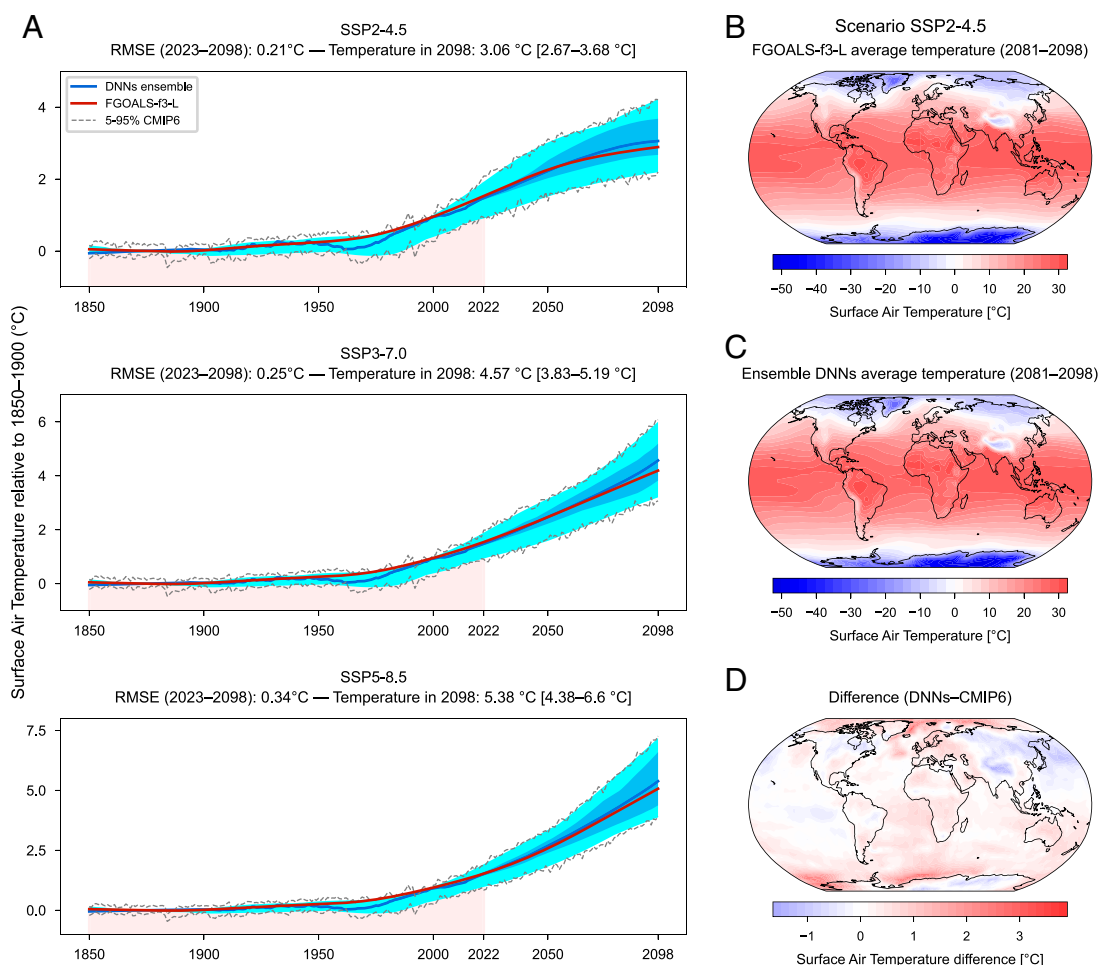 A
SSP2-4.5
RMSE (2023–2098): 0.21°C — Temperature in 2098: 3.06 °C [2.67–3.68 °C]
DNNs ensemble
FGOALS-f3-L
5-95% CMIP6
4
2
0
1850 1900 1950 2000 2022 2050 2098
SSP3-7.0
RMSE (2023–2098): 0.25°C — Temperature in 2098: 4.57 °C [3.83–5.19 °C]
Surface Air Temperature relative to 1850–1900 (°C)
6
4
2
0
1850 1900 1950 2000 2022 2050 2098
SSP5-8.5
RMSE (2023–2098): 0.34°C — Temperature in 2098: 5.38 °C [4.38–6.6 °C]
7.5
5.0
2.5
0.0
1850 1900 1950 2000 2022 2050 2098
B
Scenario SSP2-4.5
FGOALS-f3-L average temperature (2081–2098)
−50 −40 −30 −20 −10 0 10 20 30
Surface Air Temperature [°C]
C
Ensemble DNNs average temperature (2081–2098)
−50 −40 −30 −20 −10 0 10 20 30
Surface Air Temperature [°C]
D
Difference (DNNs–CMIP6)
−1 0 1 2 3
Surface Air Temperature difference [°C]